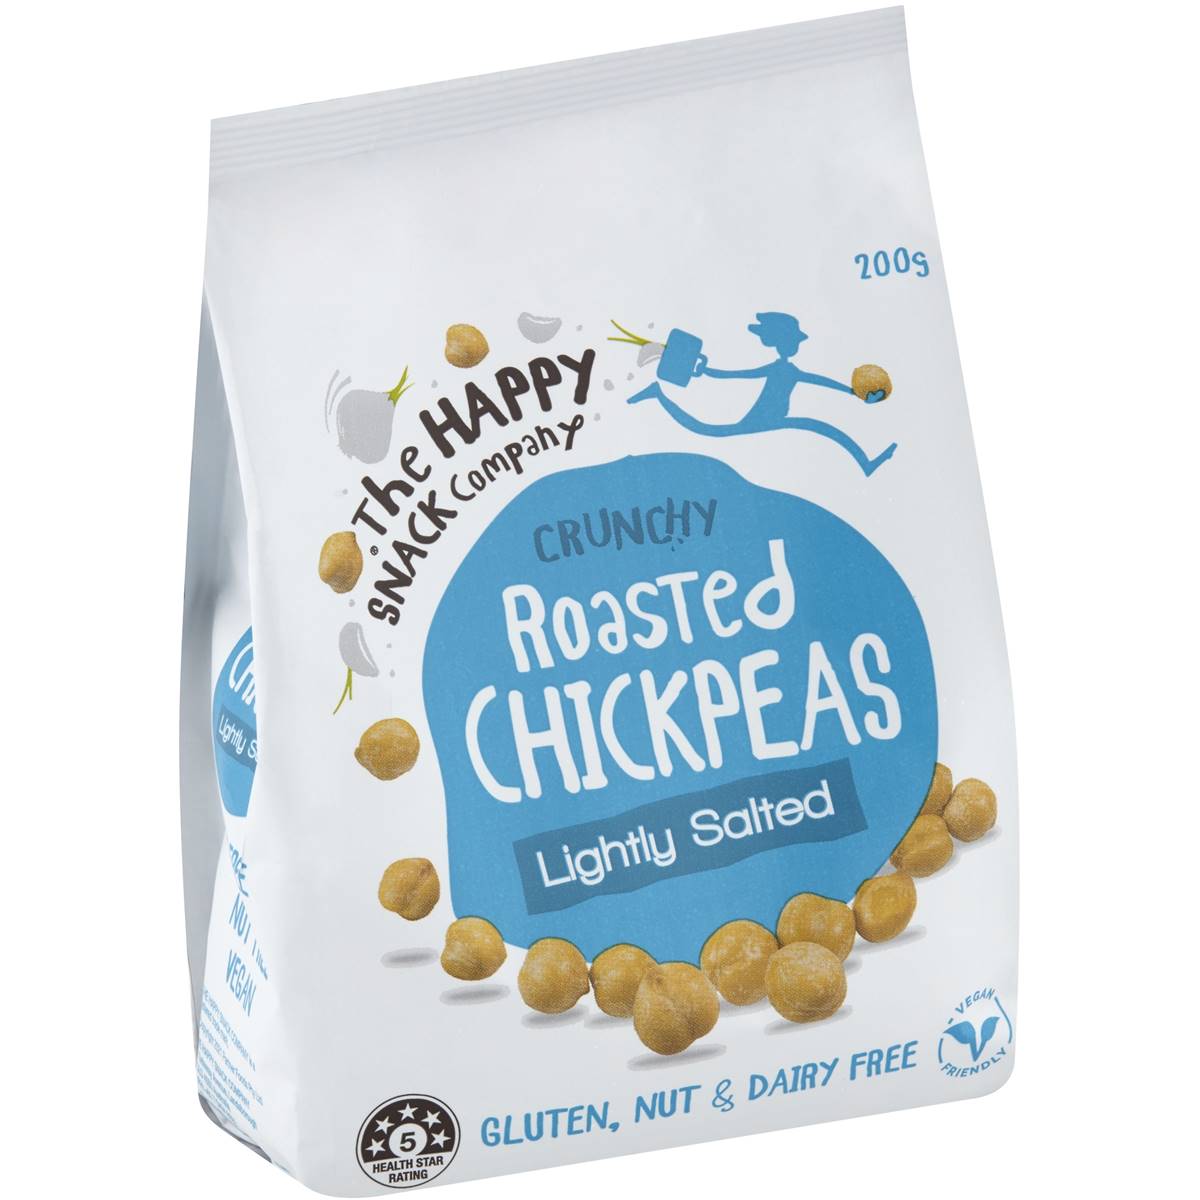 200g
The HAPPY
SNACK Company
®
CRUNCHY
Roasted
CHICKPEAS
Lightly Salted
GLUTEN, NUT & DAIRY FREE
VEGAN
FRIENDLY
5
HEALTH STAR
RATING
Lightly
VEGAN